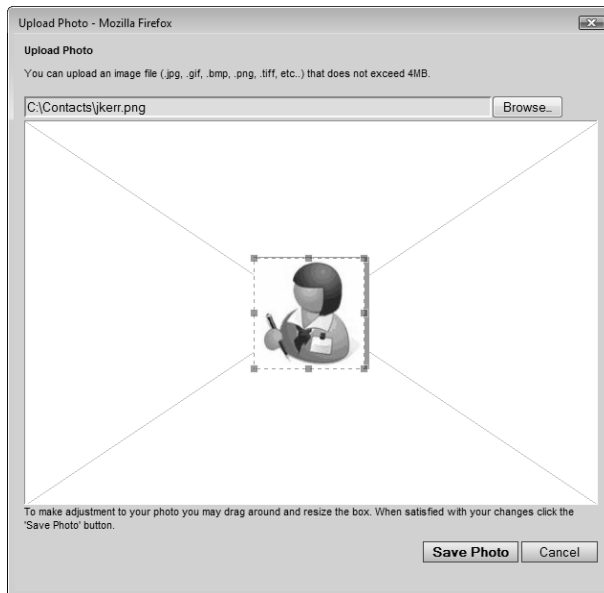 Upload Photo - Mozilla Firefox
Upload Photo
You can upload an image file (.jpg, .gif, .bmp, .png, .tiff, etc..) that does not exceed 4MB.
C:\Contacts\jkerr.png
Browse...
To make adjustment to your photo you may drag around and resize the box. When satisfied with your changes click the
'Save Photo' button.
Save Photo
Cancel